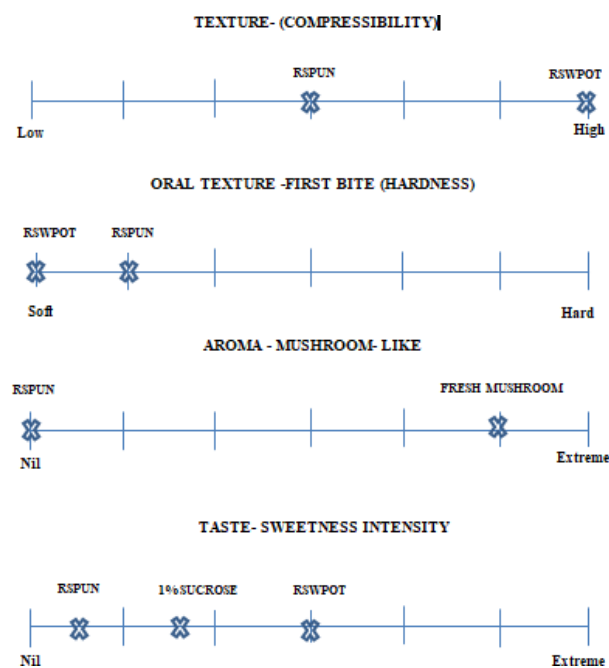 TEXTURE- (COMPRESSIBILITY)
RSPUN RSWPOT
Low High
ORAL TEXTURE -FIRST BITE (HARDNESS)
RSWPOT RSPUN
Soft Hard
AROMA - MUSHROOM- LIKE
RSPUN FRESH MUSHROOM
Nil Extreme
TASTE- SWEETNESS INTENSITY
RSPUN 1%SUCROSE RSWPOT
Nil Extreme